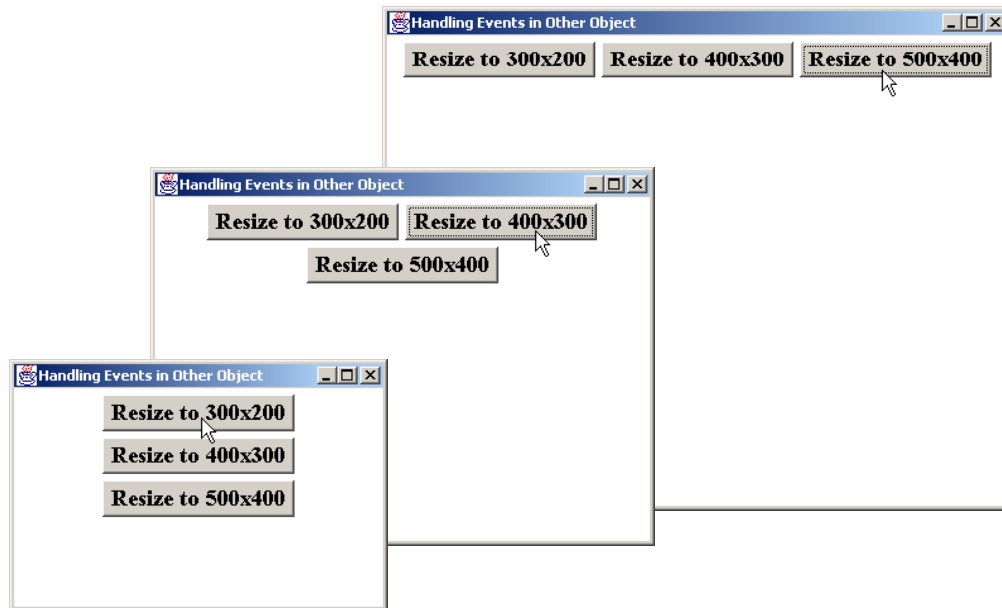 Handling Events in Other Object
Resize to 300x200 Resize to 400x300 Resize to 500x400
Handling Events in Other Object
Resize to 300x200 Resize to 400x300
Resize to 500x400
Handling Events in Other Object
Resize to 300x200
Resize to 400x300
Resize to 500x400